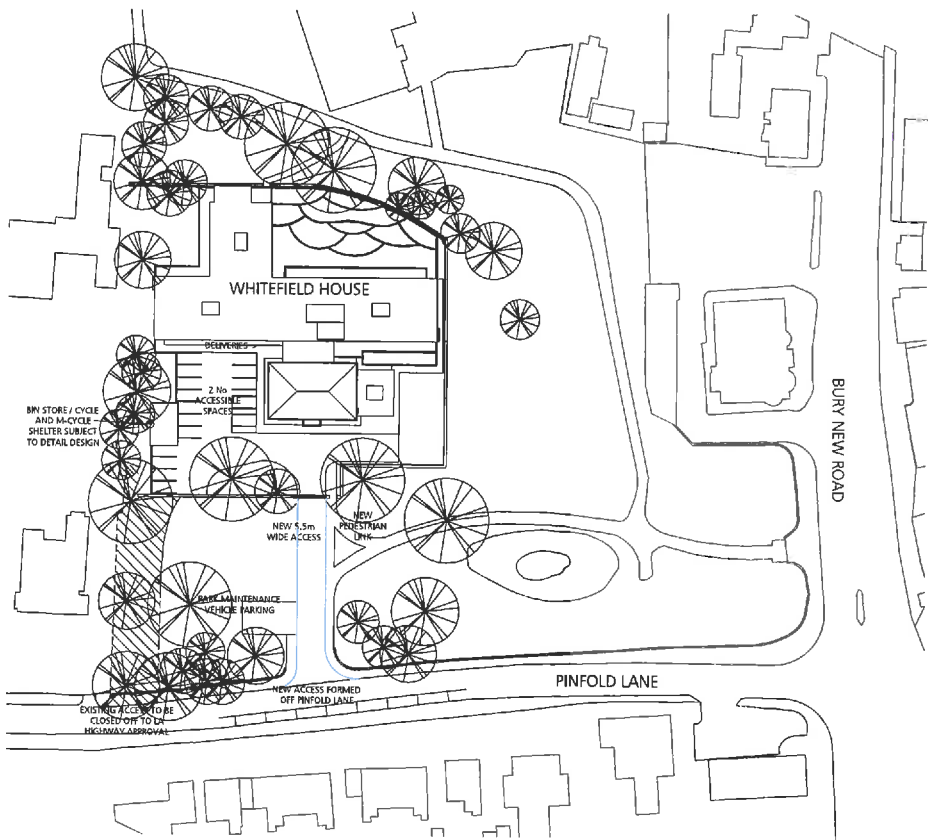 WHITEFIELD HOUSE
DELIVERIES
2 No
ACCESSIBLE
SPACES
BIN STORE / CYCLE
AND M-CYCLE
SHELTER SUBJECT
TO DETAIL DESIGN
BURY NEW ROAD
NEW 5.5m
WIDE ACCESS
NEW
PEDESTRIAN
LINK
PARK MAINTENANCE
VEHICLE PARKING
PINFOLD LANE
NEW ACCESS FORMED
OFF PINFOLD LANE
EXISTING ACCESS TO BE
CLOSED OFF TO LA
HIGHWAY APPROVAL